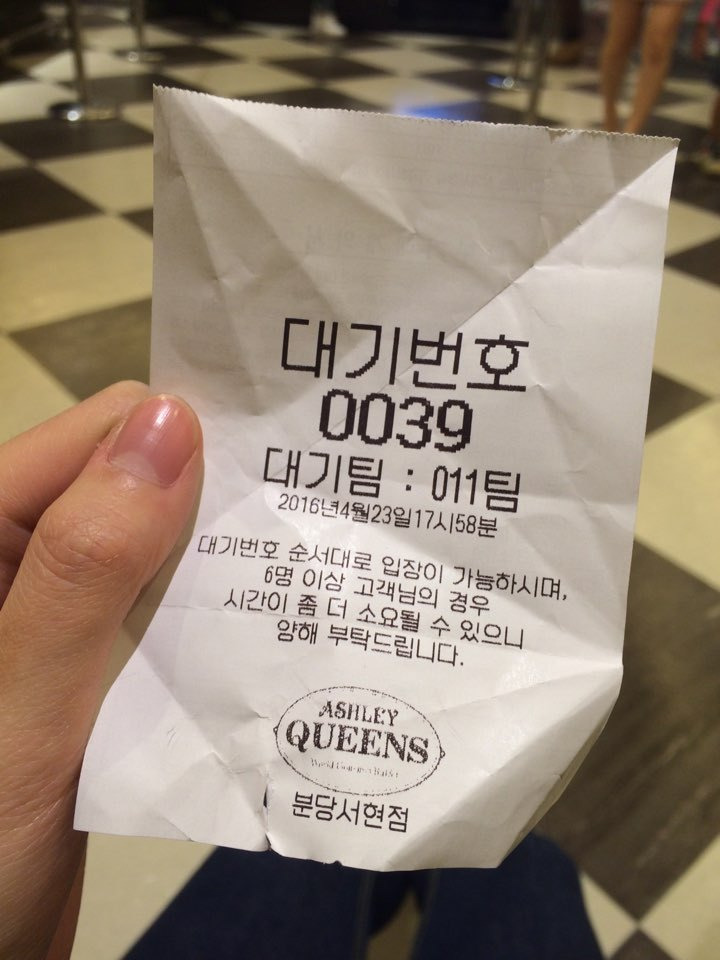 대기번호
0039
대기팀 : 011팀
2016년4월23일17시58분
대기번호 순서대로 입장이 가능하시며,
6명 이상 고객님의 경우
시간이 좀 더 소요될 수 있으니
양해 부탁드립니다.
ASHLEY
QUEENS
분당서현점